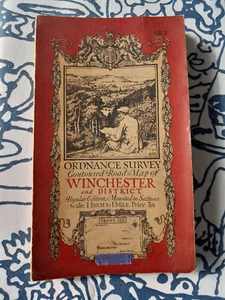 ORDNANCE SURVEY
Contoured Road Map of
WINCHESTER
and DISTRICT
Popular Edition, Mounted in Sections
Scale: 1 INCH to 1 MILE Price 3/-